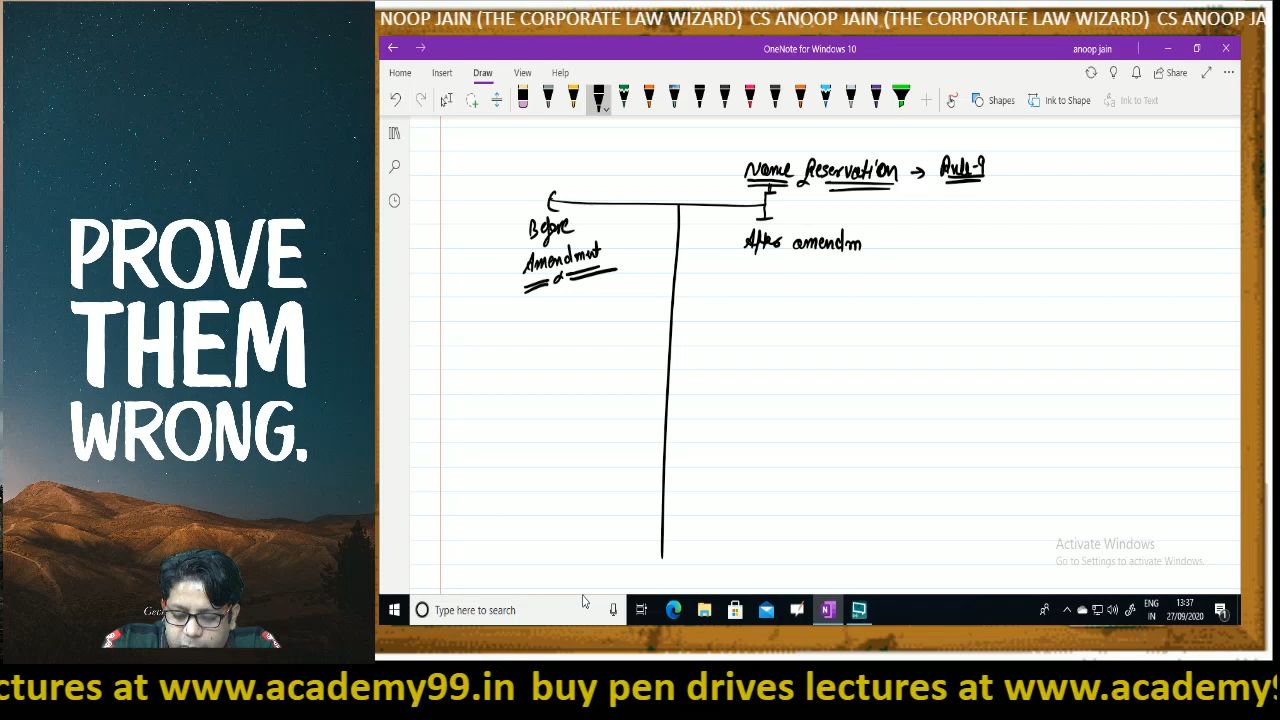 NOOP JAIN (THE CORPORATE LAW WIZARD) CS ANOOP JAIN (THE CORPORATE LAW WIZARD) CS ANOOP JA
OneNote for Windows 10
anoop jain
Home Insert Draw View Help
Share
Shapes
Ink to Shape
Ink to Text
PROVE
THEM
WRONG.
Name Reservation → Rule-9
Before
Amendment
After amendm
Activate Windows
Go to Settings to activate Windows.
Type here to search
ENG
IN
13:37
27/09/2020
1
ctures at www.academy99.in buy pen drives lectures at www.academy9